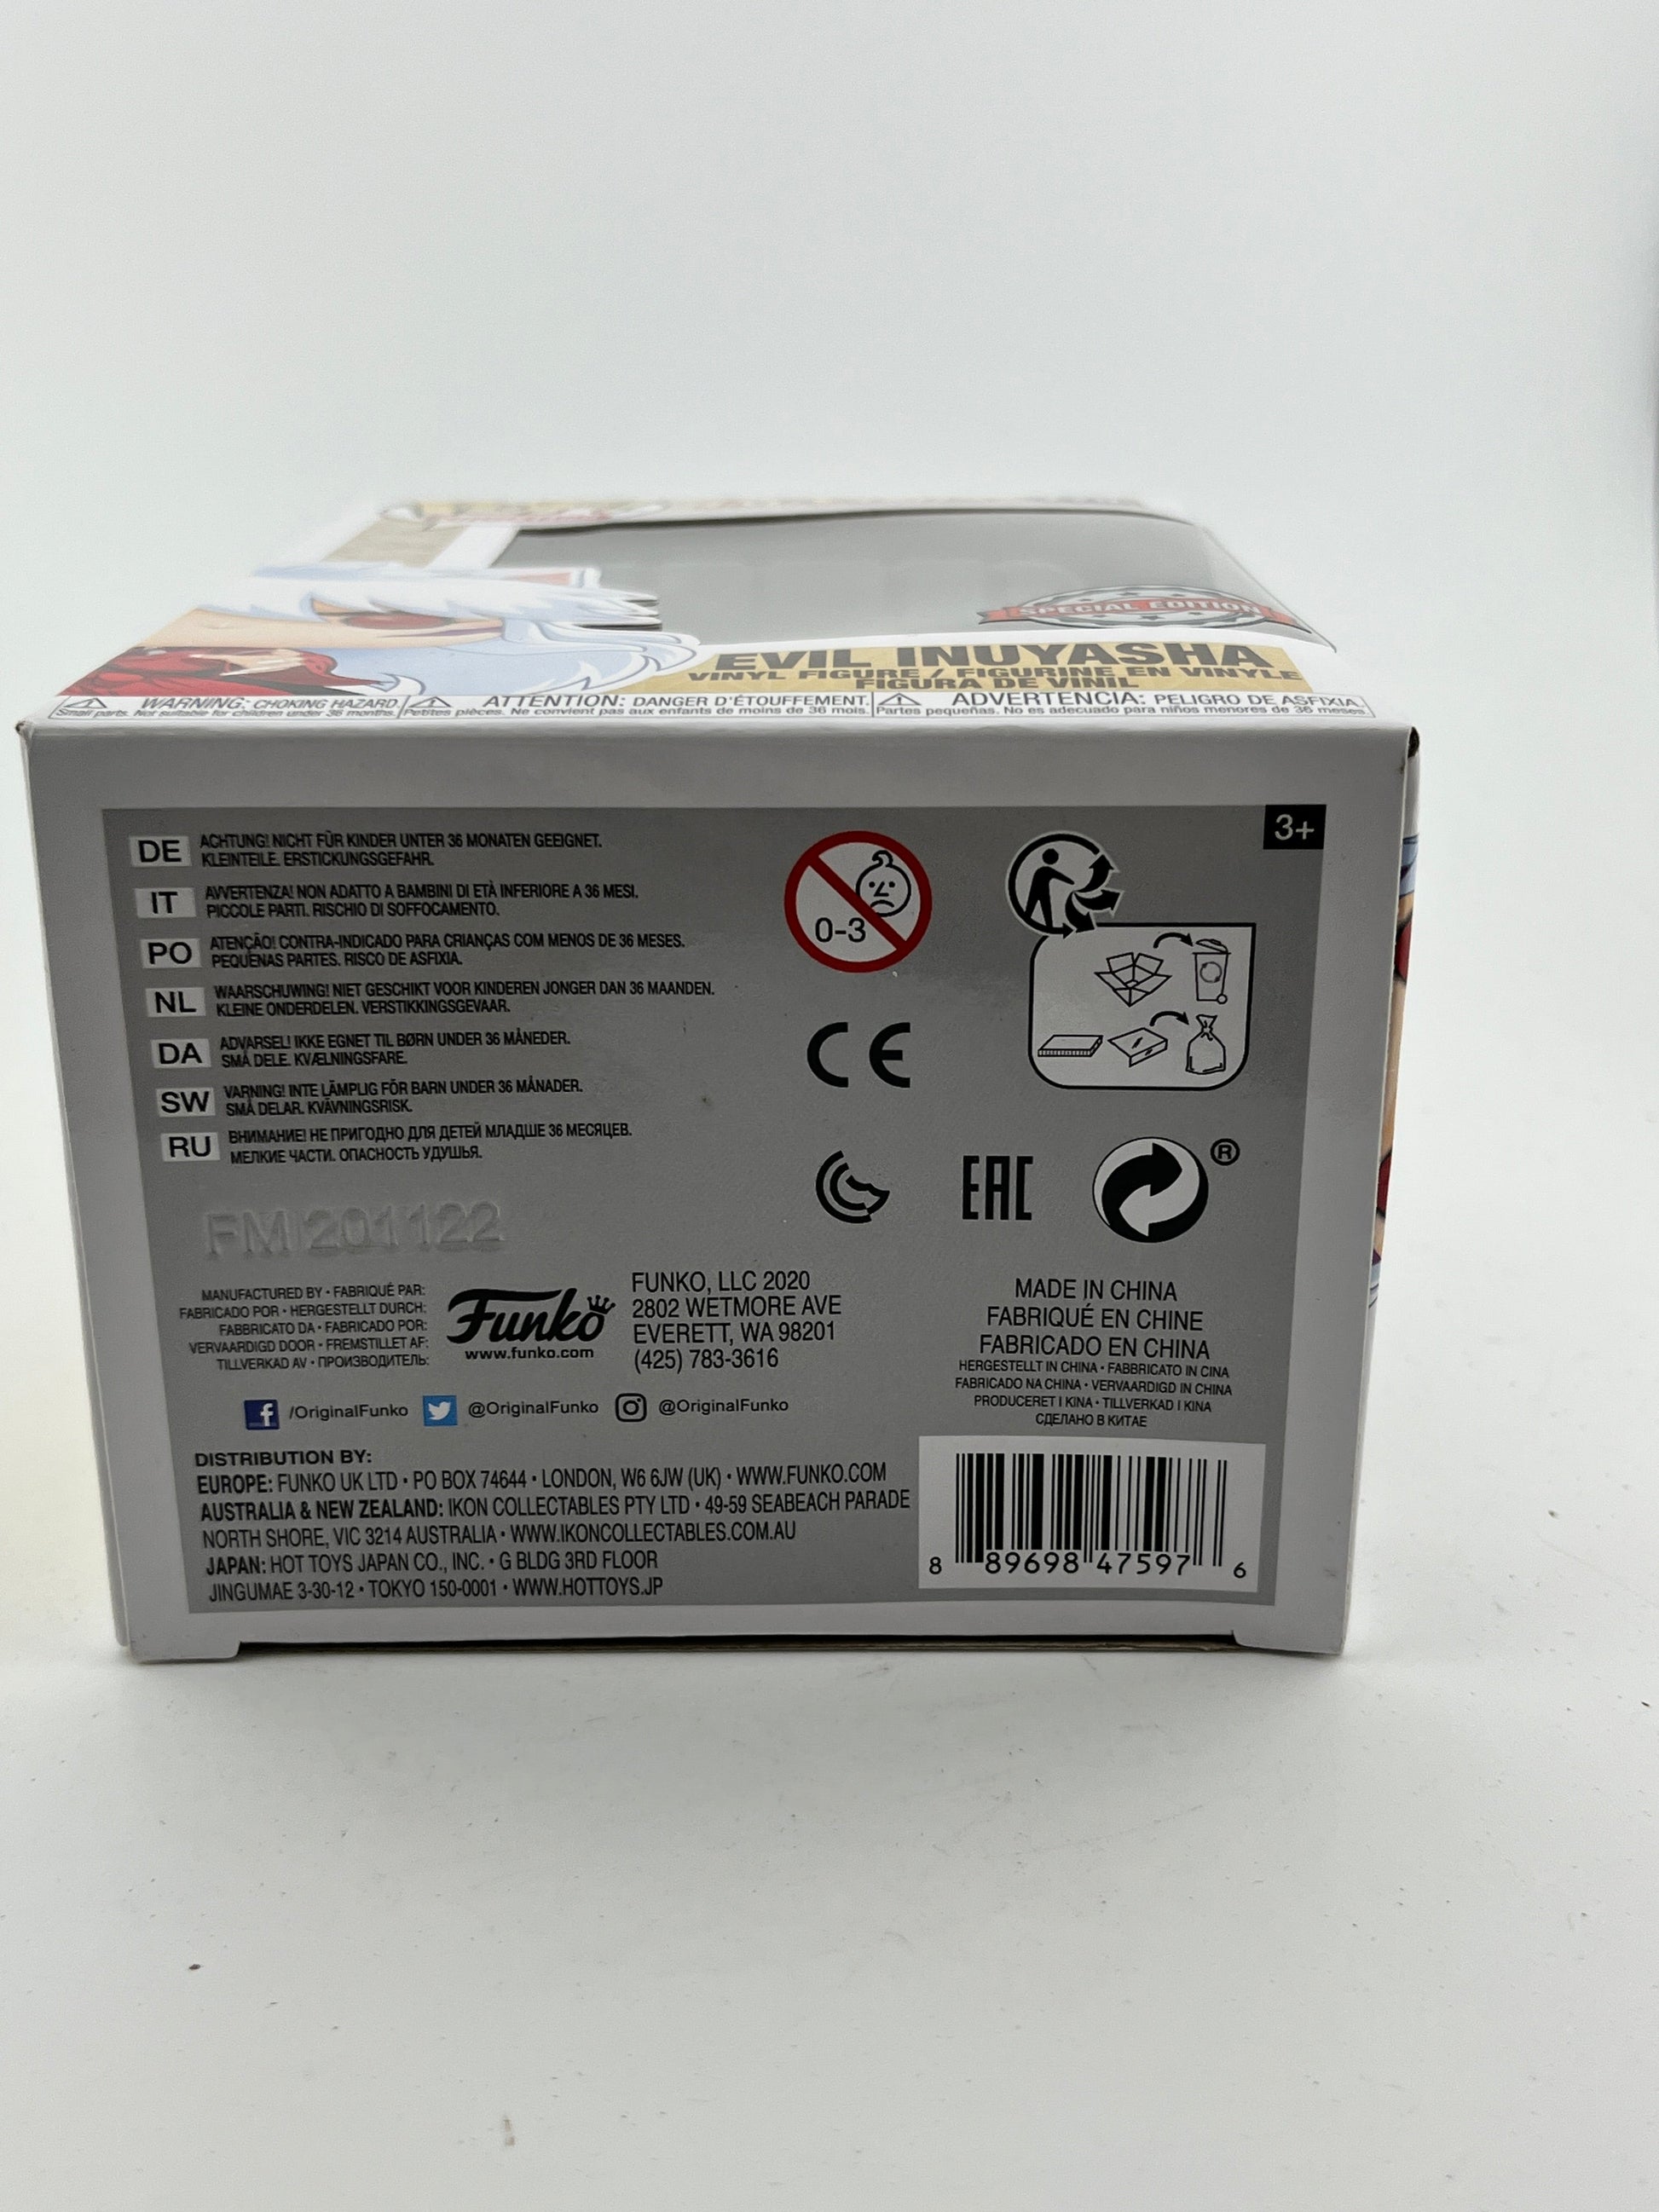 SPECIAL EDITION
EVIL INUYASHA
VINYL FIGURE / FIGURINE EN VINYLE
FIGURA DE VINIL
WARNING: CHOKING HAZARD.
Small parts. Not suitable for children under 36 months.
ATTENTION: DANGER D'ÉTOUFFEMENT.
Petites pièces. Ne convient pas aux enfants de moins de 36 mois.
ADVERTENCIA: PELIGRO DE ASFIXIA.
Partes pequeñas. No es adecuado para niños menores de 36 meses
3+
DE ACHTUNG! NICHT FÜR KINDER UNTER 36 MONATEN GEEIGNET.
KLEINTEILE. ERSTICKUNGSGEFAHR.
IT AVVERTENZA! NON ADATTO A BAMBINI DI ETÀ INFERIORE A 36 MESI.
PICCOLE PARTI. RISCHIO DI SOFFOCAMENTO.
PO ATENÇÃO! CONTRA-INDICADO PARA CRIANÇAS COM MENOS DE 36 MESES.
PEQUENAS PARTES. RISCO DE ASFIXIA.
NL WAARSCHUWING! NIET GESCHIKT VOOR KINDEREN JONGER DAN 36 MAANDEN.
KLEINE ONDERDELEN. VERSTIKKINGSGEVAAR.
DA ADVARSEL! IKKE EGNET TIL BØRN UNDER 36 MÅNEDER.
SMÅ DELE. KVÆLNINGSFARE.
SW VARNING! INTE LÄMPLIG FÖR BARN UNDER 36 MÅNADER.
SMÅ DELAR. KVÄVNINGSRISK.
RU ВНИМАНИЕ! НЕ ПРИГОДНО ДЛЯ ДЕТЕЙ МЛАДШЕ 36 МЕСЯЦЕВ.
МЕЛКИЕ ЧАСТИ. ОПАСНОСТЬ УДУШЬЯ.
0-3
CE
EAC
®
FM 201122
MANUFACTURED BY • FABRIQUÉ PAR:
FABRICADO POR • HERGESTELLT DURCH:
FABBRICATO DA • FABRICADO POR:
VERVAARDIGD DOOR • FREMSTILLET AF:
TILLVERKAD AV • ПРОИЗВОДИТЕЛЬ:
Funko
www.funko.com
FUNKO, LLC 2020
2802 WETMORE AVE
EVERETT, WA 98201
(425) 783-3616
MADE IN CHINA
FABRIQUÉ EN CHINE
FABRICADO EN CHINA
HERGESTELLT IN CHINA • FABBRICATO IN CINA
FABRICADO NA CHINA • VERVAARDIGD IN CHINA
PRODUCERET I KINA • TILLVERKAD I KINA
СДЕЛАНО В КИТАЕ
/OriginalFunko @OriginalFunko @OriginalFunko
DISTRIBUTION BY:
EUROPE: FUNKO UK LTD • PO BOX 74644 • LONDON, W6 6JW (UK) • WWW.FUNKO.COM
AUSTRALIA & NEW ZEALAND: IKON COLLECTABLES PTY LTD • 49-59 SEABEACH PARADE
NORTH SHORE, VIC 3214 AUSTRALIA • WWW.IKONCOLLECTABLES.COM.AU
JAPAN: HOT TOYS JAPAN CO., INC. • G BLDG 3RD FLOOR
JINGUMAE 3-30-12 • TOKYO 150-0001 • WWW.HOTTOYS.JP
8 89698 47597 6